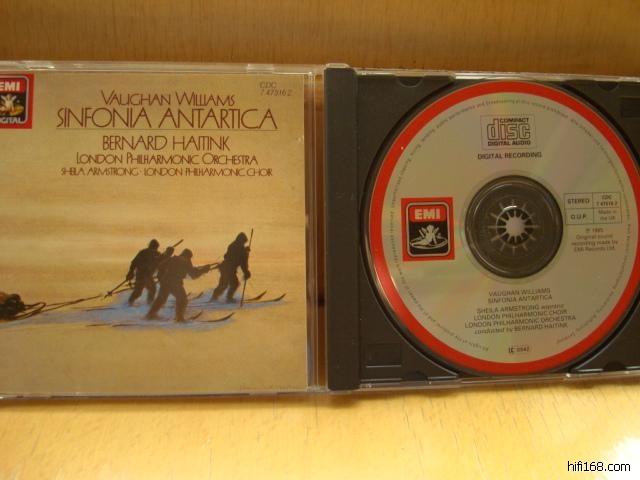 EMI
DIGITAL
CDC
7 47516 2
VAUGHAN WILLIAMS
SINFONIA ANTARTICA
BERNARD HAITINK
LONDON PHILHARMONIC ORCHESTRA
SHEILA ARMSTRONG · LONDON PHILHARMONIC CHOIR
COMPACT
disc
DIGITAL AUDIO
DIGITAL RECORDING
EMI
STEREO
CDC
7 47516 2
O.U.P.
Made in
the UK
℗ 1985
Original sound
recording made by
EMI Records Ltd.
VAUGHAN WILLIAMS
SINFONIA ANTARTICA
SHEILA ARMSTRONG soprano
LONDON PHILHARMONIC CHOIR
LONDON PHILHARMONIC ORCHESTRA
conducted by BERNARD HAITINK
LC 0542
hifi168.com